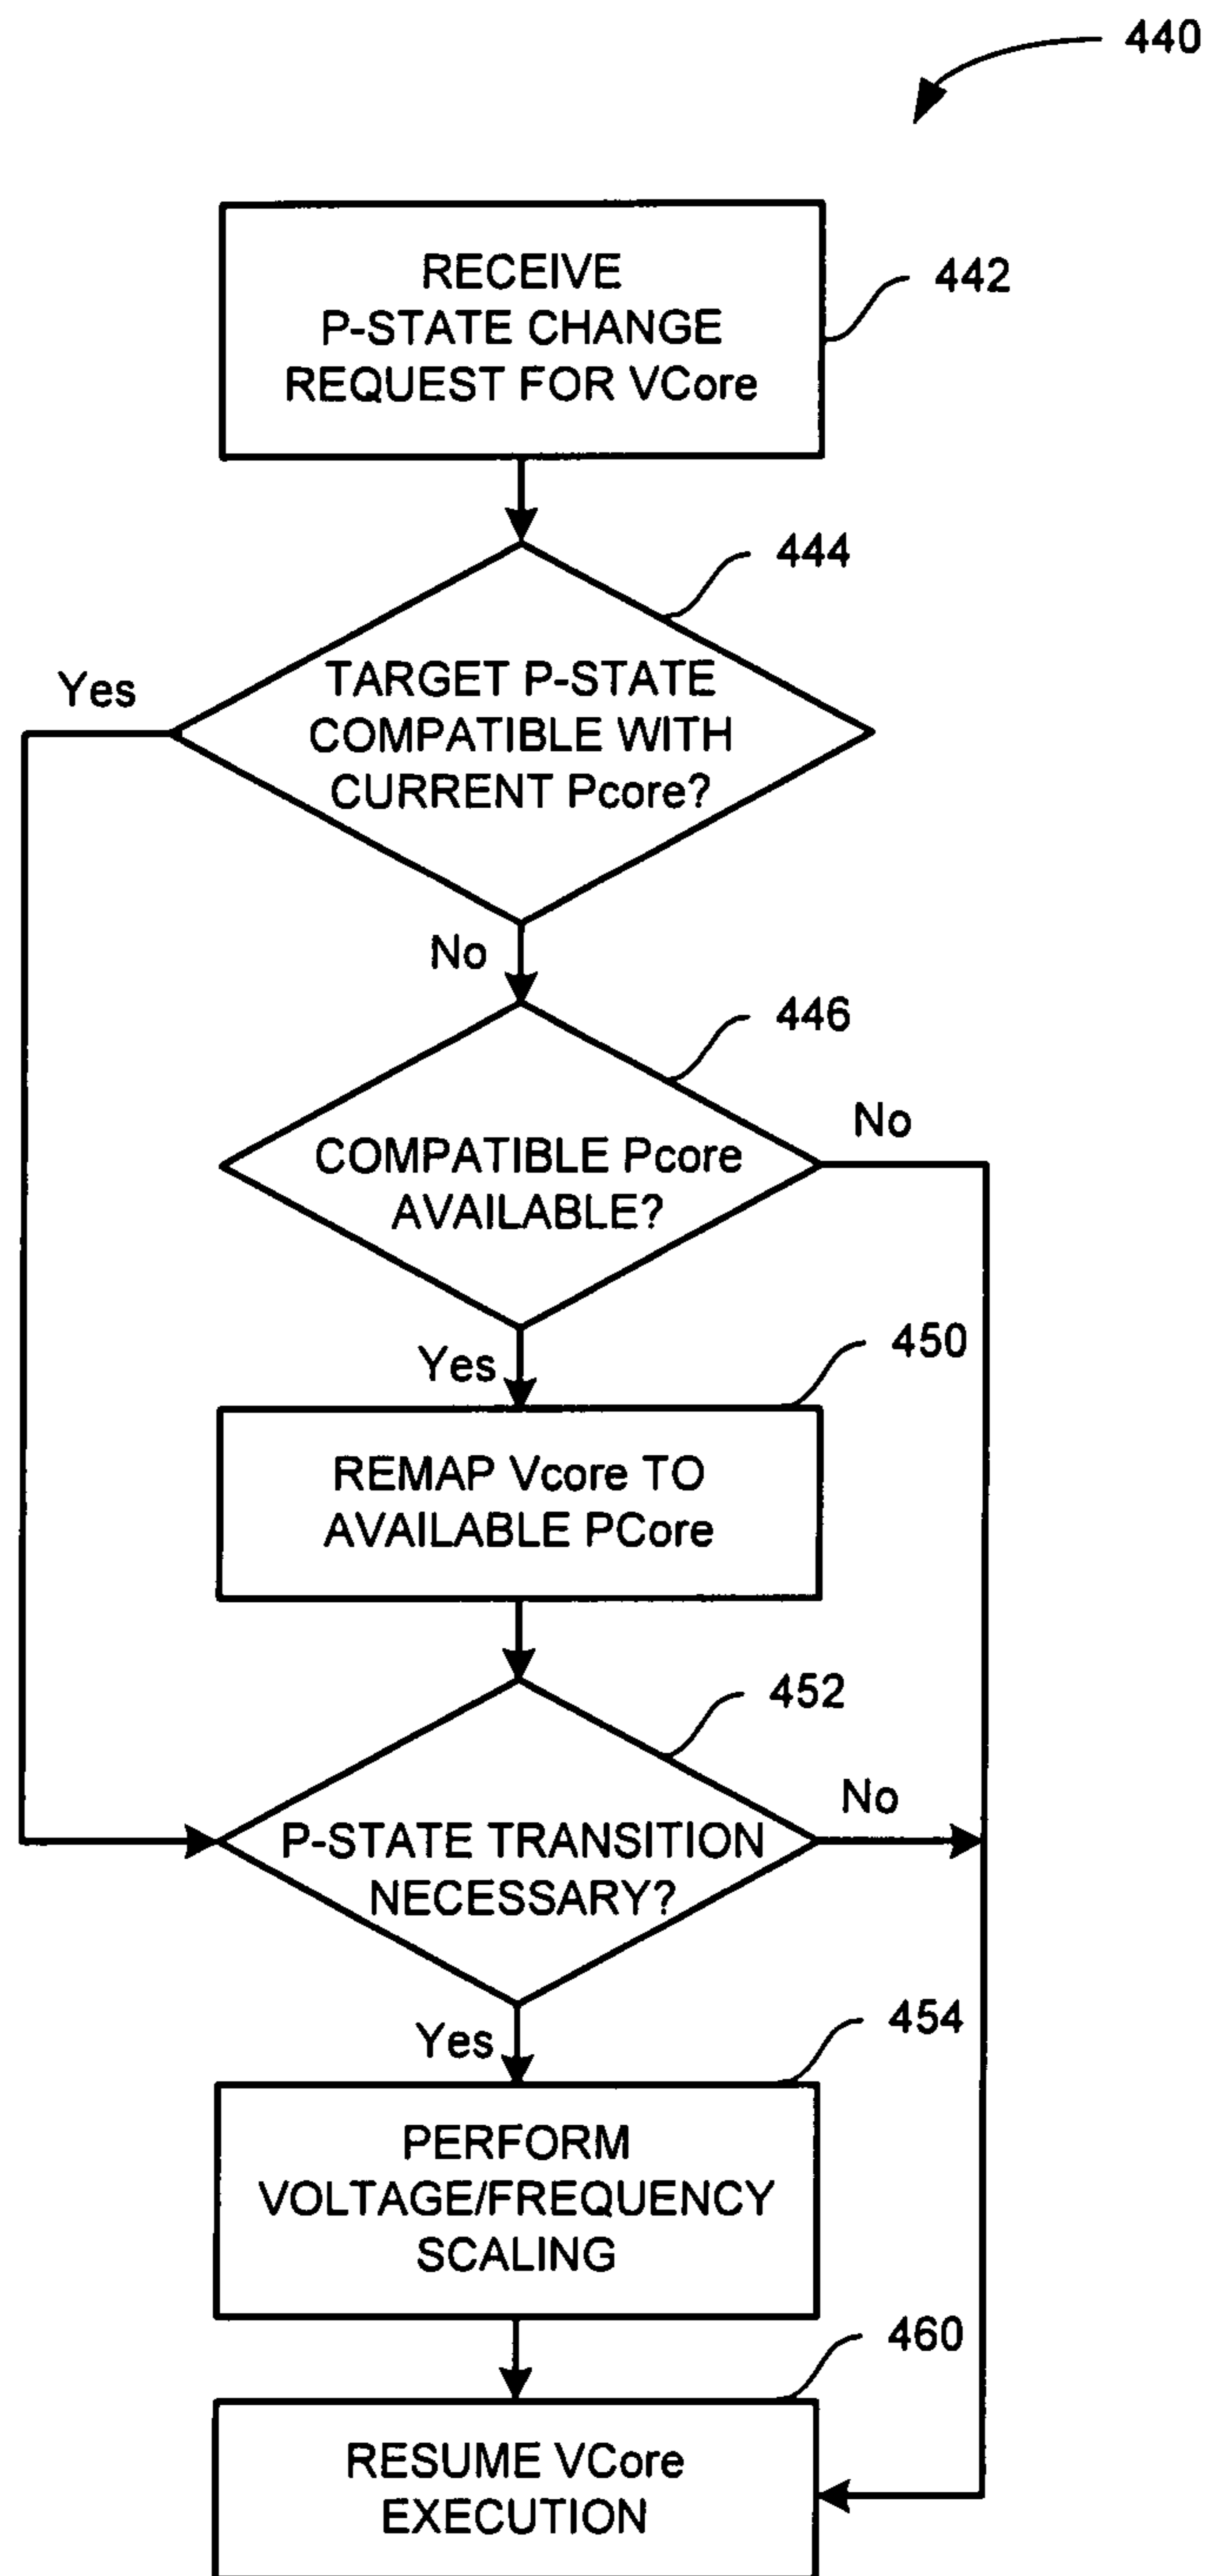 440
RECEIVE
P-STATE CHANGE
REQUEST FOR VCore
442
444
Yes
TARGET P-STATE
COMPATIBLE WITH
CURRENT Pcore?
No
446
No
COMPATIBLE Pcore
AVAILABLE?
Yes
450
REMAP Vcore TO
AVAILABLE PCore
452
No
P-STATE TRANSITION
NECESSARY?
Yes
454
PERFORM
VOLTAGE/FREQUENCY
SCALING
460
RESUME VCore
EXECUTION